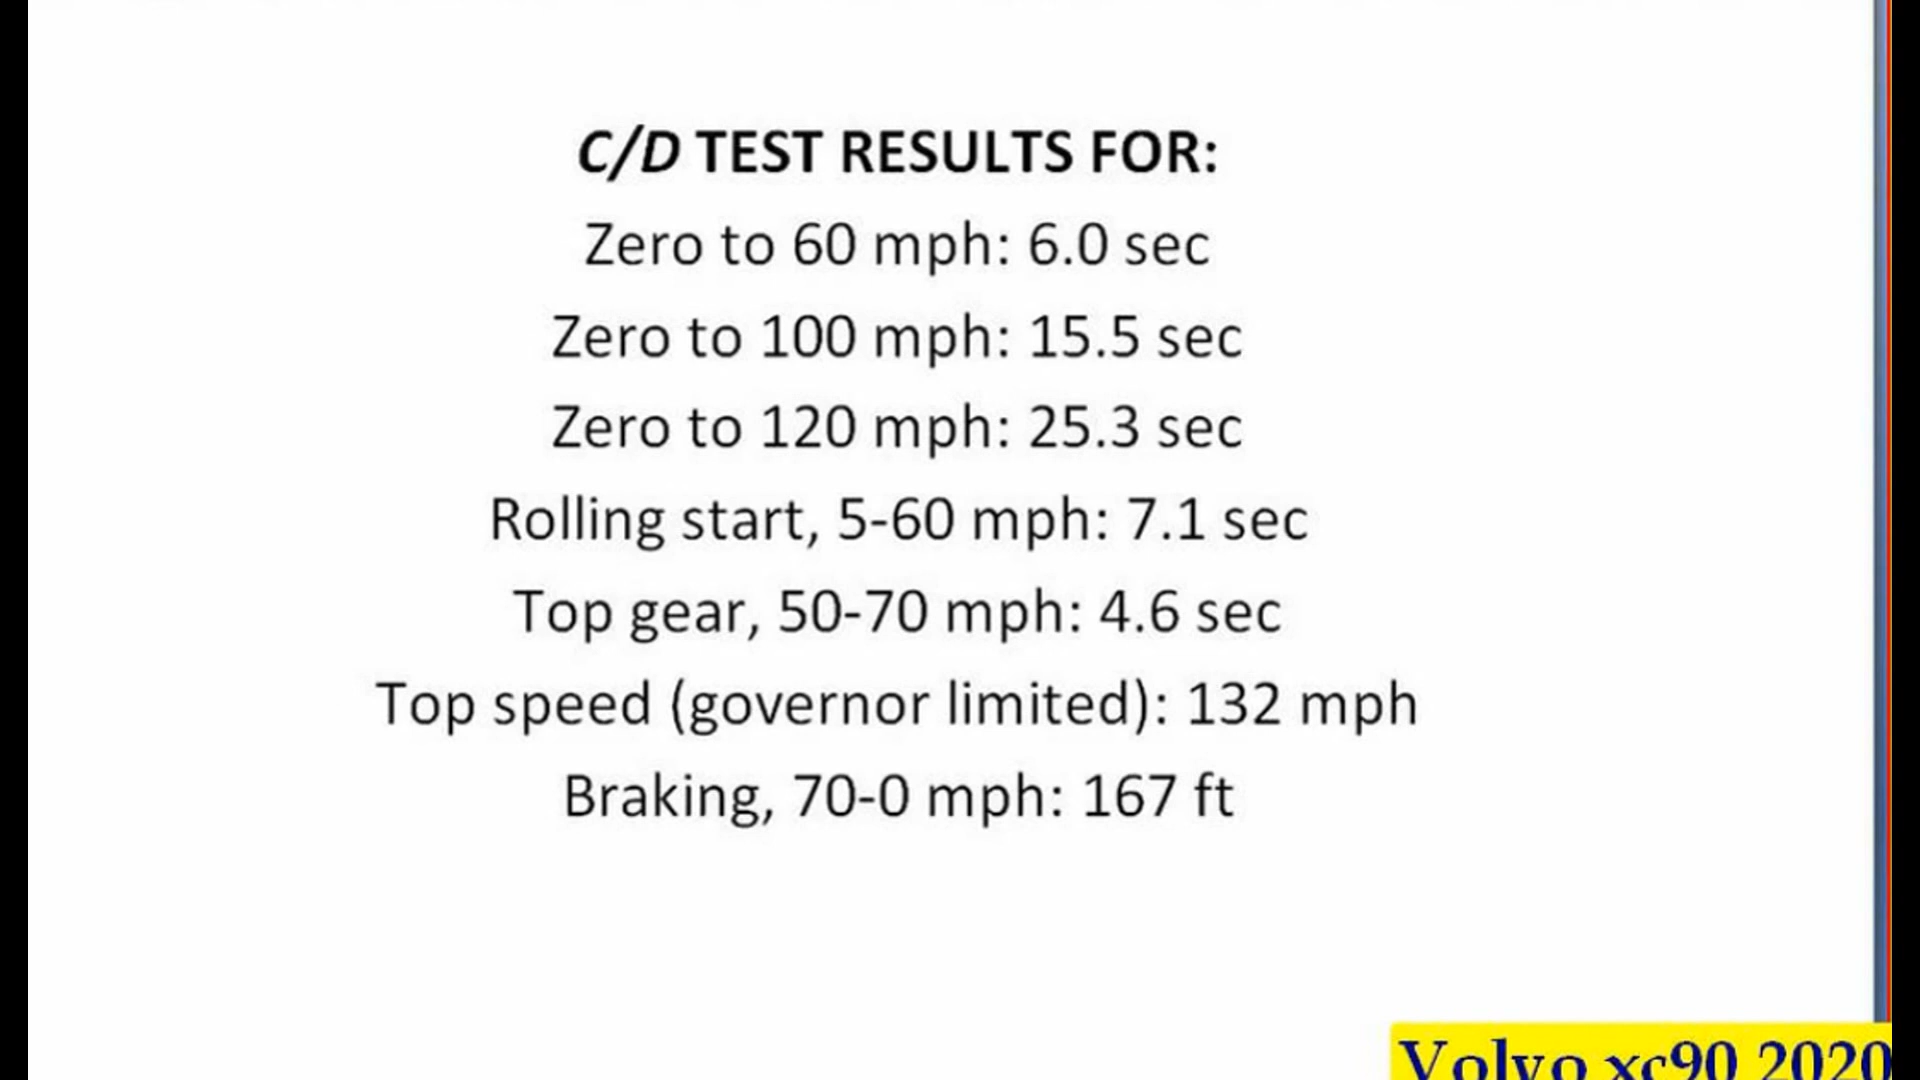 C/D TEST RESULTS FOR:
Zero to 60 mph: 6.0 sec
Zero to 100 mph: 15.5 sec
Zero to 120 mph: 25.3 sec
Rolling start, 5-60 mph: 7.1 sec
Top gear, 50-70 mph: 4.6 sec
Top speed (governor limited): 132 mph
Braking, 70-0 mph: 167 ft
Volvo xc90 2020